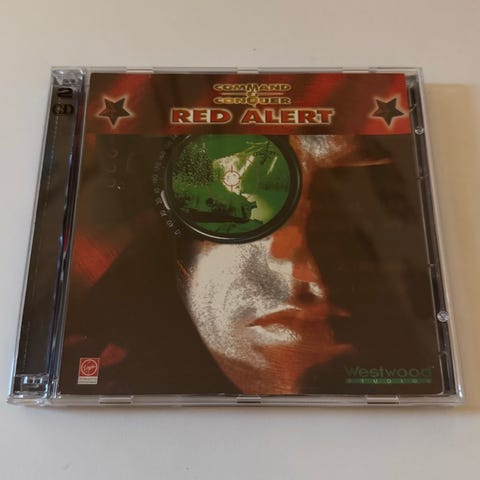 2
CD
COMMAND
&
CONQUER
RED ALERT
Virgin
Westwood
STUDIOS